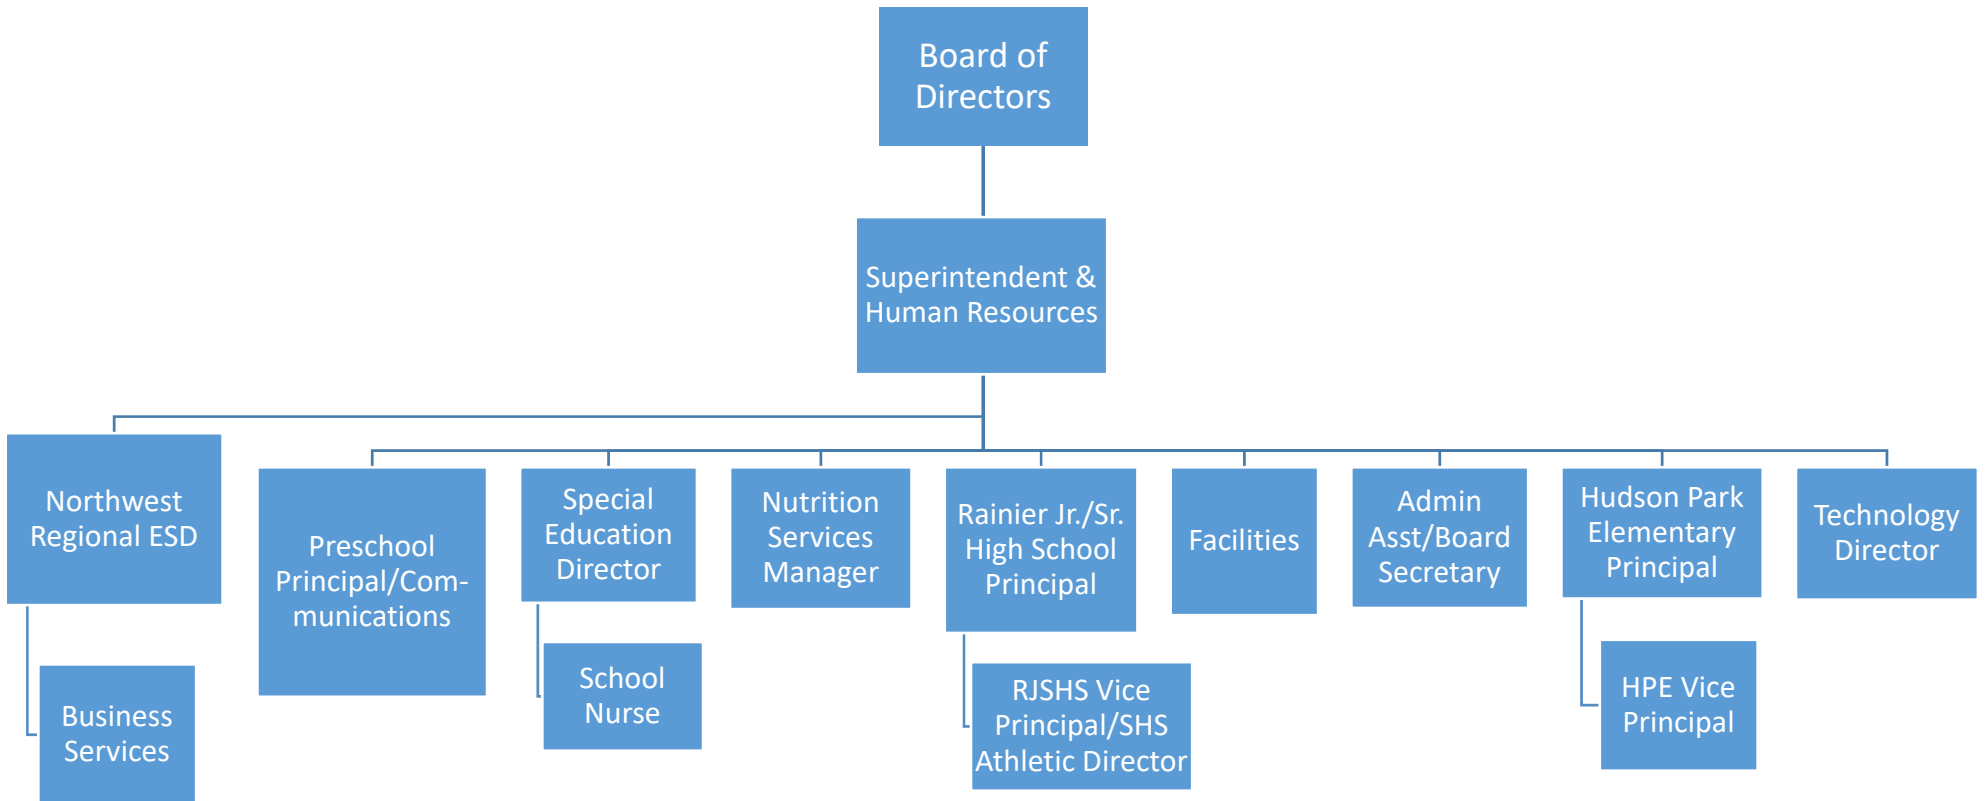 Board of
Directors
Superintendent &
Human Resources
Northwest
Regional ESD
Preschool
Principal/Com-
munications
Special
Education
Director
Nutrition
Services
Manager
Rainier Jr./Sr.
High School
Principal
Facilities
Admin
Asst/Board
Secretary
Hudson Park
Elementary
Principal
Technology
Director
Business
Services
School
Nurse
RJSHS Vice
Principal/SHS
Athletic Director
HPE Vice
Principal